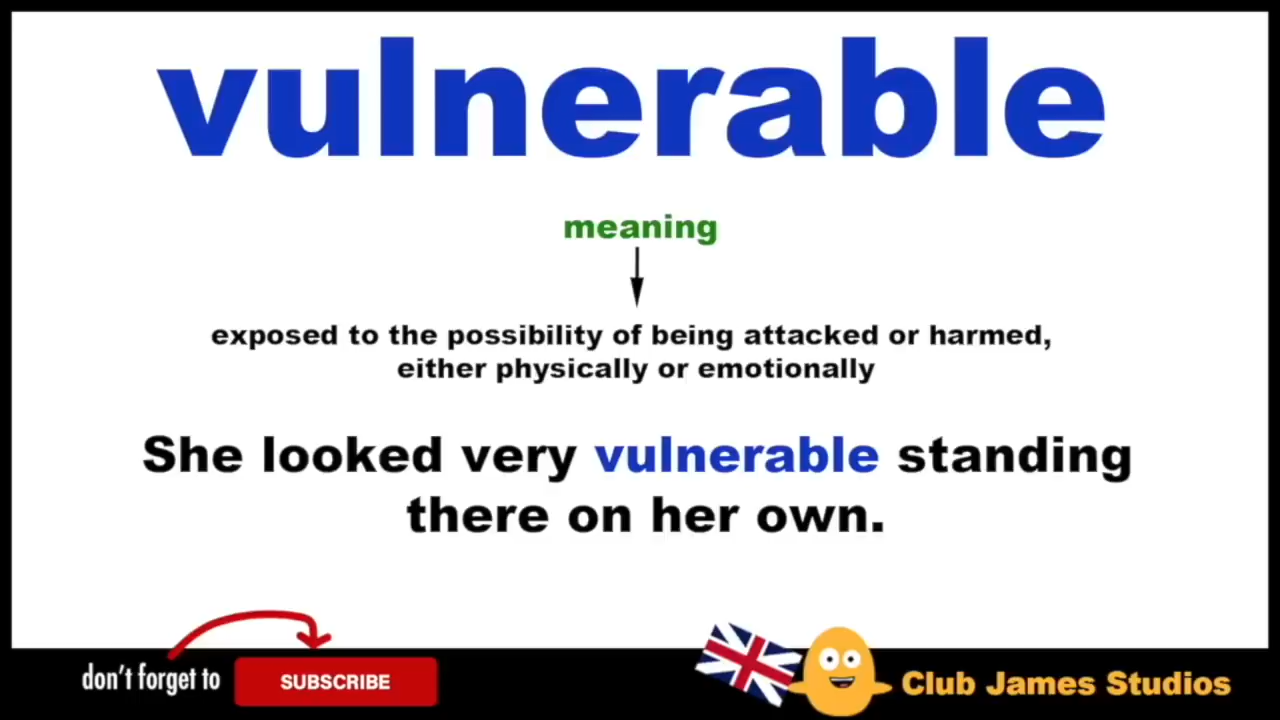 vulnerable
meaning
exposed to the possibility of being attacked or harmed,
either physically or emotionally
She looked very vulnerable standing
there on her own.
don't forget to
SUBSCRIBE
Club James Studios